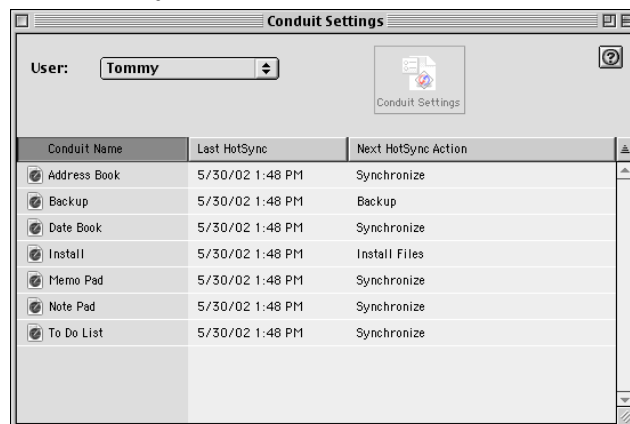 Conduit Settings
User: Tommy
Conduit Settings
Conduit Name Last HotSync Next HotSync Action
Address Book 5/30/02 1:48 PM Synchronize
Backup 5/30/02 1:48 PM Backup
Date Book 5/30/02 1:48 PM Synchronize
Install 5/30/02 1:48 PM Install Files
Memo Pad 5/30/02 1:48 PM Synchronize
Note Pad 5/30/02 1:48 PM Synchronize
To Do List 5/30/02 1:48 PM Synchronize